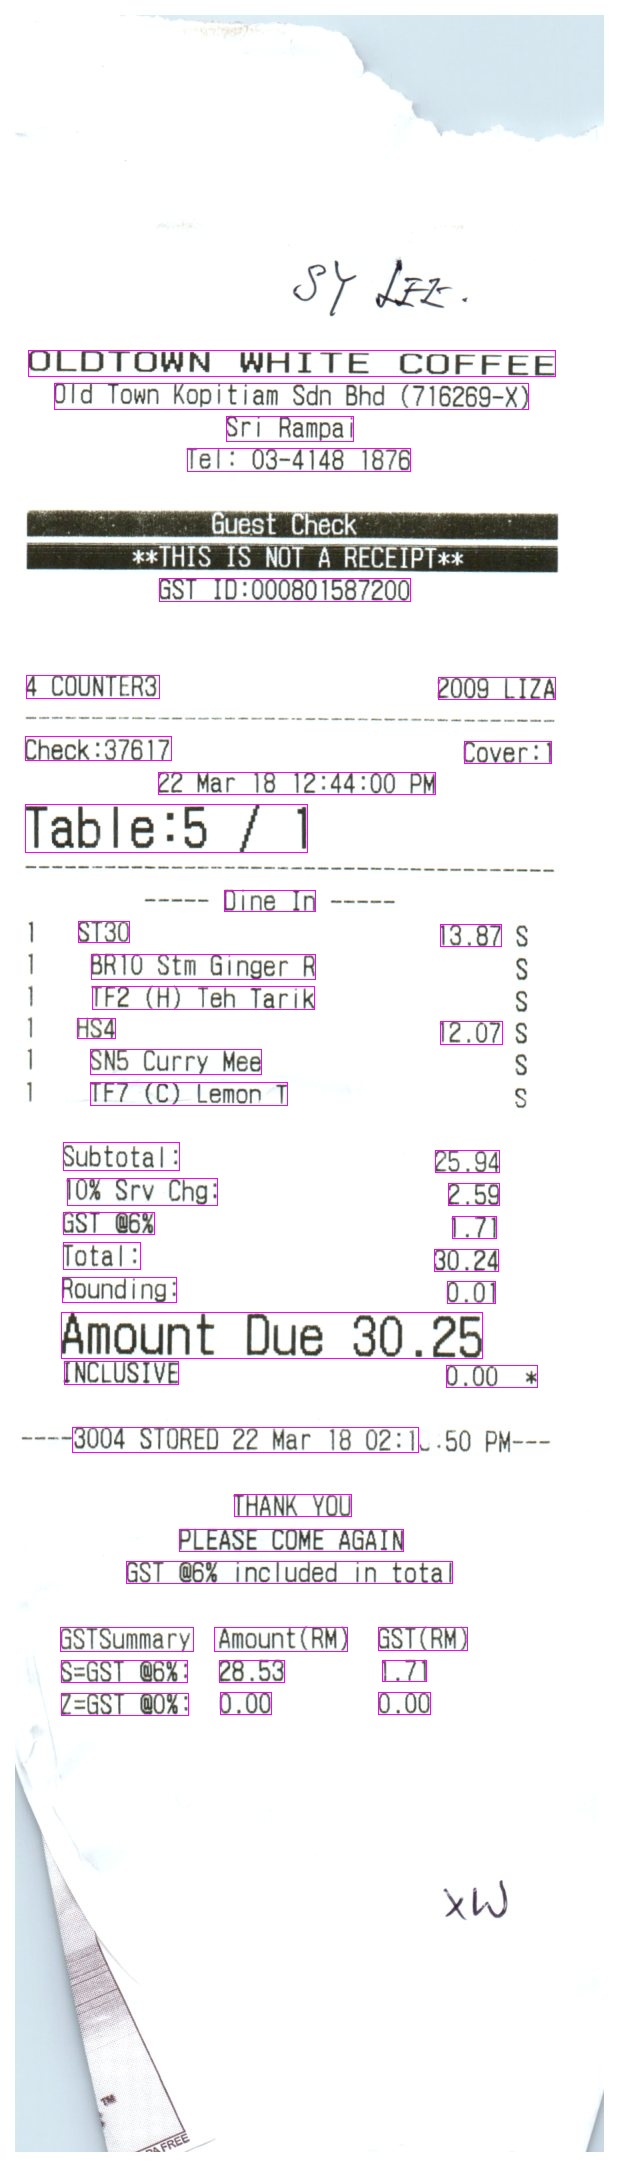 SY LEE.
OLDTOWN WHITE COFFEE
Old Town Kopitiam Sdn Bhd (716269-X)
Sri Rampai
Tel: 03-4148 1876
Guest Check
**THIS IS NOT A RECEIPT**
GST ID:000801587200
4 COUNTER3 2009 LIZA
Check:37617 Cover:1
22 Mar 18 12:44:00 PM
Table:5 / 1
----- Dine In -----
1 ST30 13.87 S
1 BR10 Stm Ginger R S
1 TF2 (H) Teh Tarik S
1 HS4 12.07 S
1 SN5 Curry Mee S
1 TF7 (C) Lemon T S
Subtotal: 25.94
10% Srv Chg: 2.59
GST @6% 1.71
Total: 30.24
Rounding: 0.01
Amount Due 30.25
INCLUSIVE 0.00 *
----3004 STORED 22 Mar 18 PM---
THANK YOU
PLEASE COME AGAIN
GST @6% included in total
GSTSummary Amount(RM) GST(RM)
S=GST @6%: 28.53 1.71
Z=GST @0%: 0.00 0.00
XW
TM
FREE